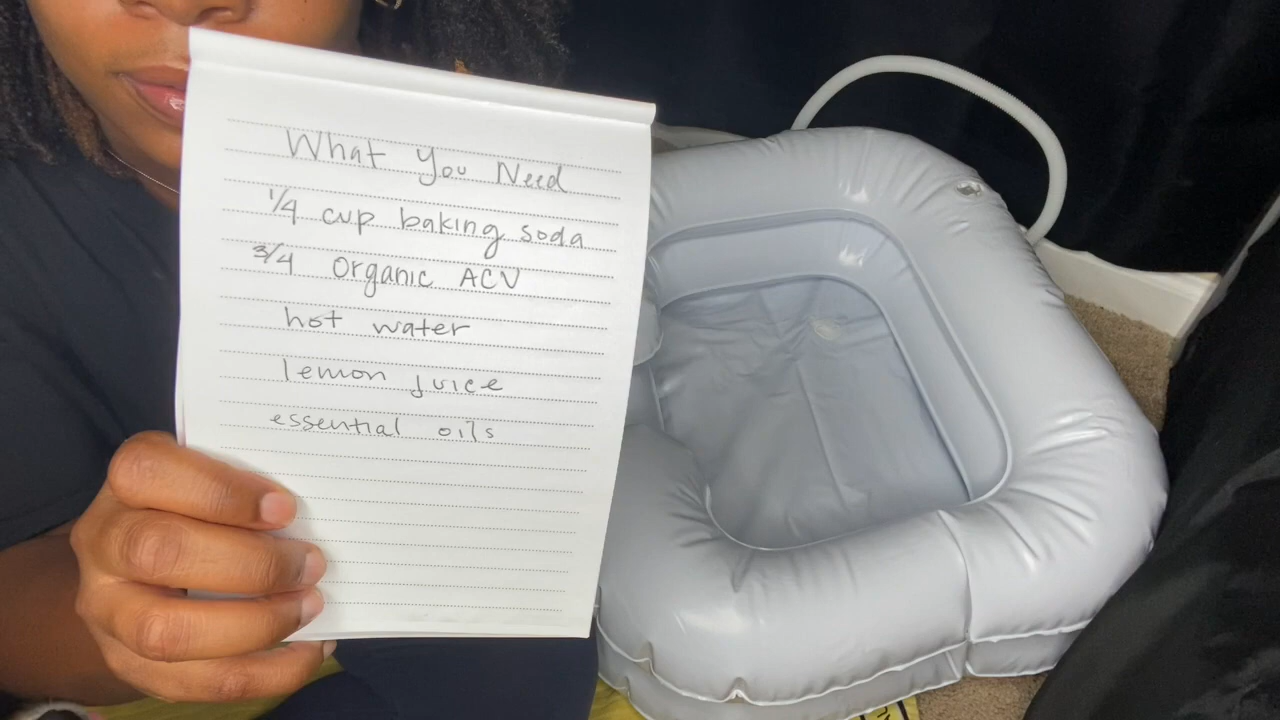 What You Need
1/4 cup baking soda
3/4 organic ACV
hot water
lemon juice
essential oils